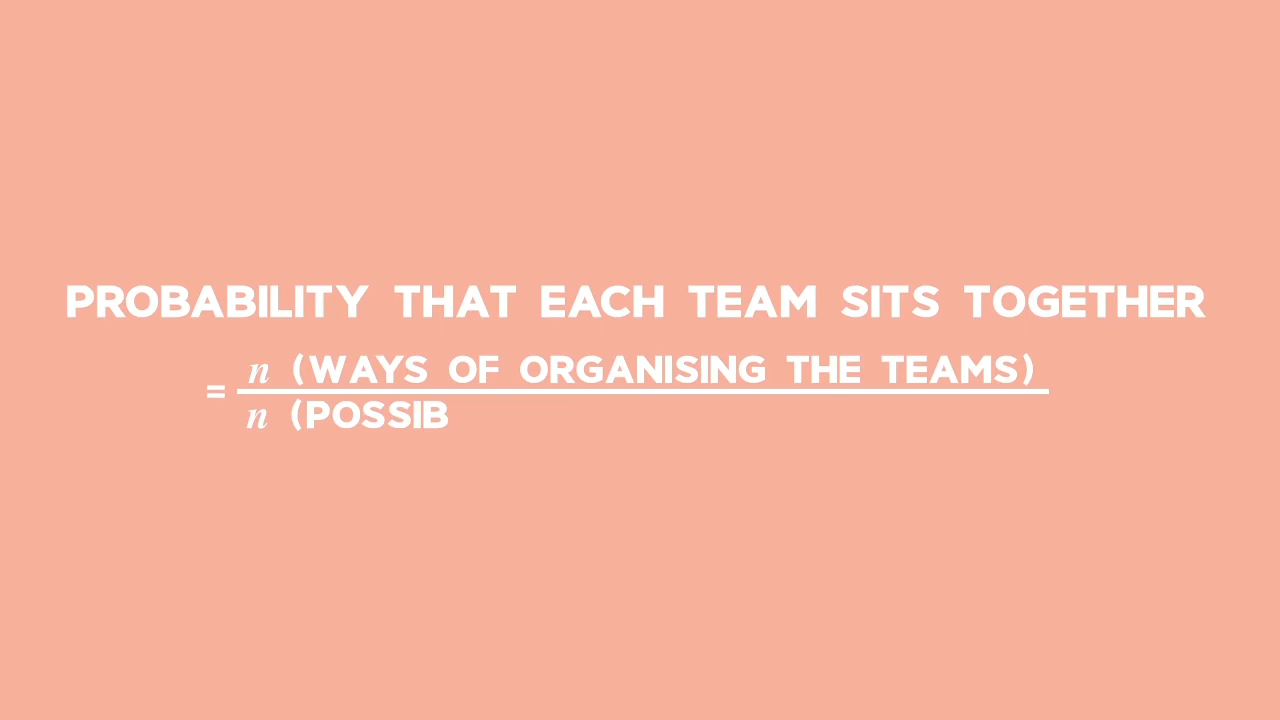 PROBABILITY THAT EACH TEAM SITS TOGETHER
= n (WAYS OF ORGANISING THE TEAMS)
n (POSSIB